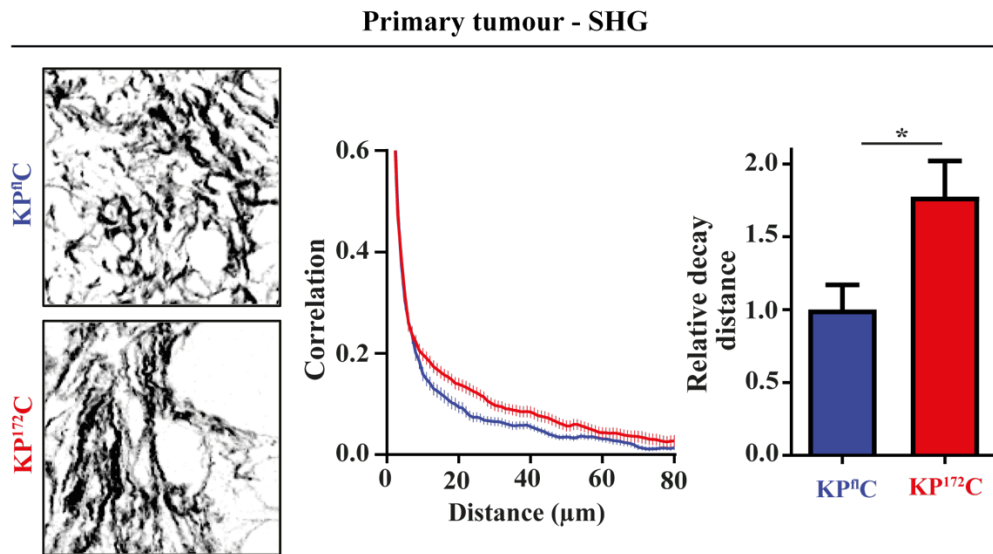 Primary tumour - SHG
KPᶠˡC
KP¹⁷²C
Correlation
0.6
0.4
0.2
0.0
0
20
40
60
80
Distance (µm)
Relative decay
distance
2.0
1.5
1.0
0.5
0.0
*
KPᶠˡC
KP¹⁷²C